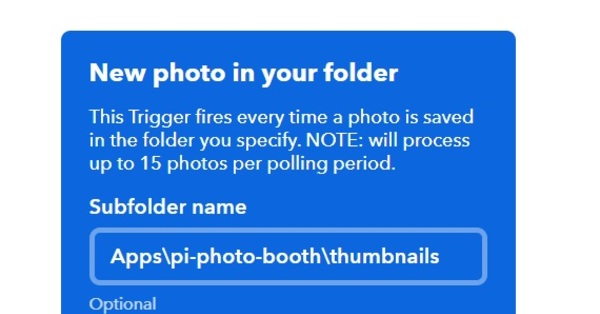 New photo in your folder
This Trigger fires every time a photo is saved
in the folder you specify. NOTE: will process
up to 15 photos per polling period.
Subfolder name
Apps\pi-photo-booth\thumbnails
Optional